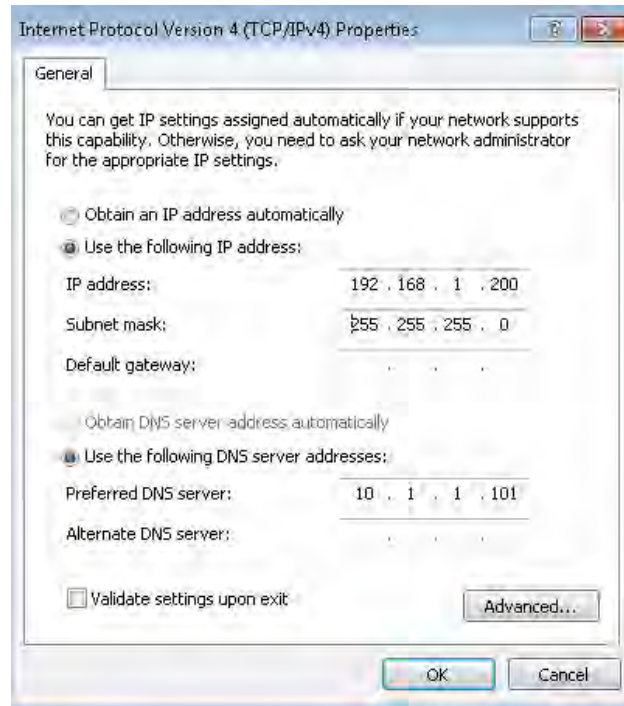 Internet Protocol Version 4 (TCP/IPv4) Properties
General
You can get IP settings assigned automatically if your network supports
this capability. Otherwise, you need to ask your network administrator
for the appropriate IP settings.
Obtain an IP address automatically
Use the following IP address:
IP address: 192 . 168 . 1 . 200
Subnet mask: 255 . 255 . 255 . 0
Default gateway: . . .
Obtain DNS server address automatically
Use the following DNS server addresses:
Preferred DNS server: 10 . 1 . 1 . 101
Alternate DNS server: . . .
Validate settings upon exit
Advanced...
OK Cancel